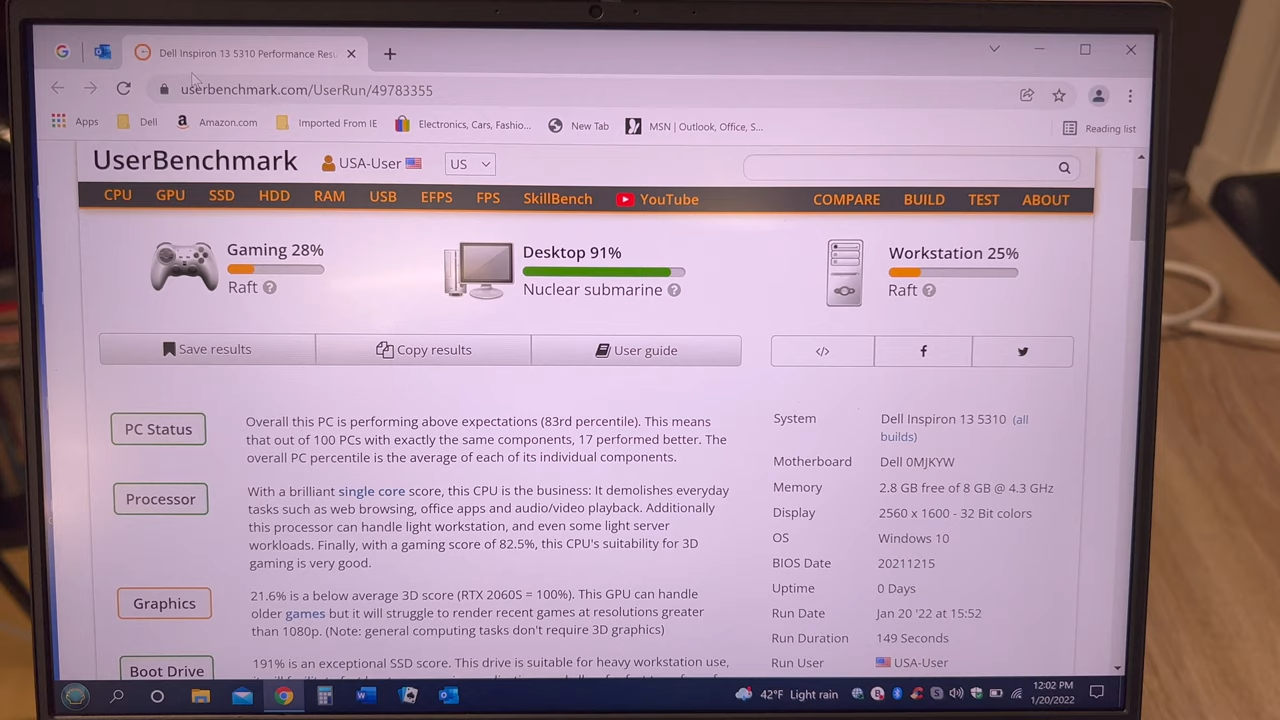 Dell Inspiron 13 5310 Performance Resu
userbenchmark.com/UserRun/49783355
Apps
Dell
Amazon.com
Imported From IE
Electronics, Cars, Fashio...
New Tab
MSN | Outlook, Office, S...
Reading list
UserBenchmark
USA-User
US
CPU
GPU
SSD
HDD
RAM
USB
EFPS
FPS
SkillBench
YouTube
COMPARE
BUILD
TEST
ABOUT
Gaming 28%
Raft ?
Desktop 91%
Nuclear submarine ?
Workstation 25%
Raft ?
Save results
Copy results
User guide
</>
PC Status
Overall this PC is performing above expectations (83rd percentile). This means
that out of 100 PCs with exactly the same components, 17 performed better. The
overall PC percentile is the average of each of its individual components.
Processor
With a brilliant single core score, this CPU is the business: It demolishes everyday
tasks such as web browsing, office apps and audio/video playback. Additionally
this processor can handle light workstation, and even some light server
workloads. Finally, with a gaming score of 82.5%, this CPU's suitability for 3D
gaming is very good.
Graphics
21.6% is a below average 3D score (RTX 2060S = 100%). This GPU can handle
older games but it will struggle to render recent games at resolutions greater
than 1080p. (Note: general computing tasks don't require 3D graphics)
Boot Drive
191% is an exceptional SSD score. This drive is suitable for heavy workstation use,
System Dell Inspiron 13 5310 (all
builds)
Motherboard Dell 0MJKYW
Memory 2.8 GB free of 8 GB @ 4.3 GHz
Display 2560 x 1600 - 32 Bit colors
OS Windows 10
BIOS Date 20211215
Uptime 0 Days
Run Date Jan 20 '22 at 15:52
Run Duration 149 Seconds
Run User USA-User
42°F Light rain
12:02 PM
1/20/2022